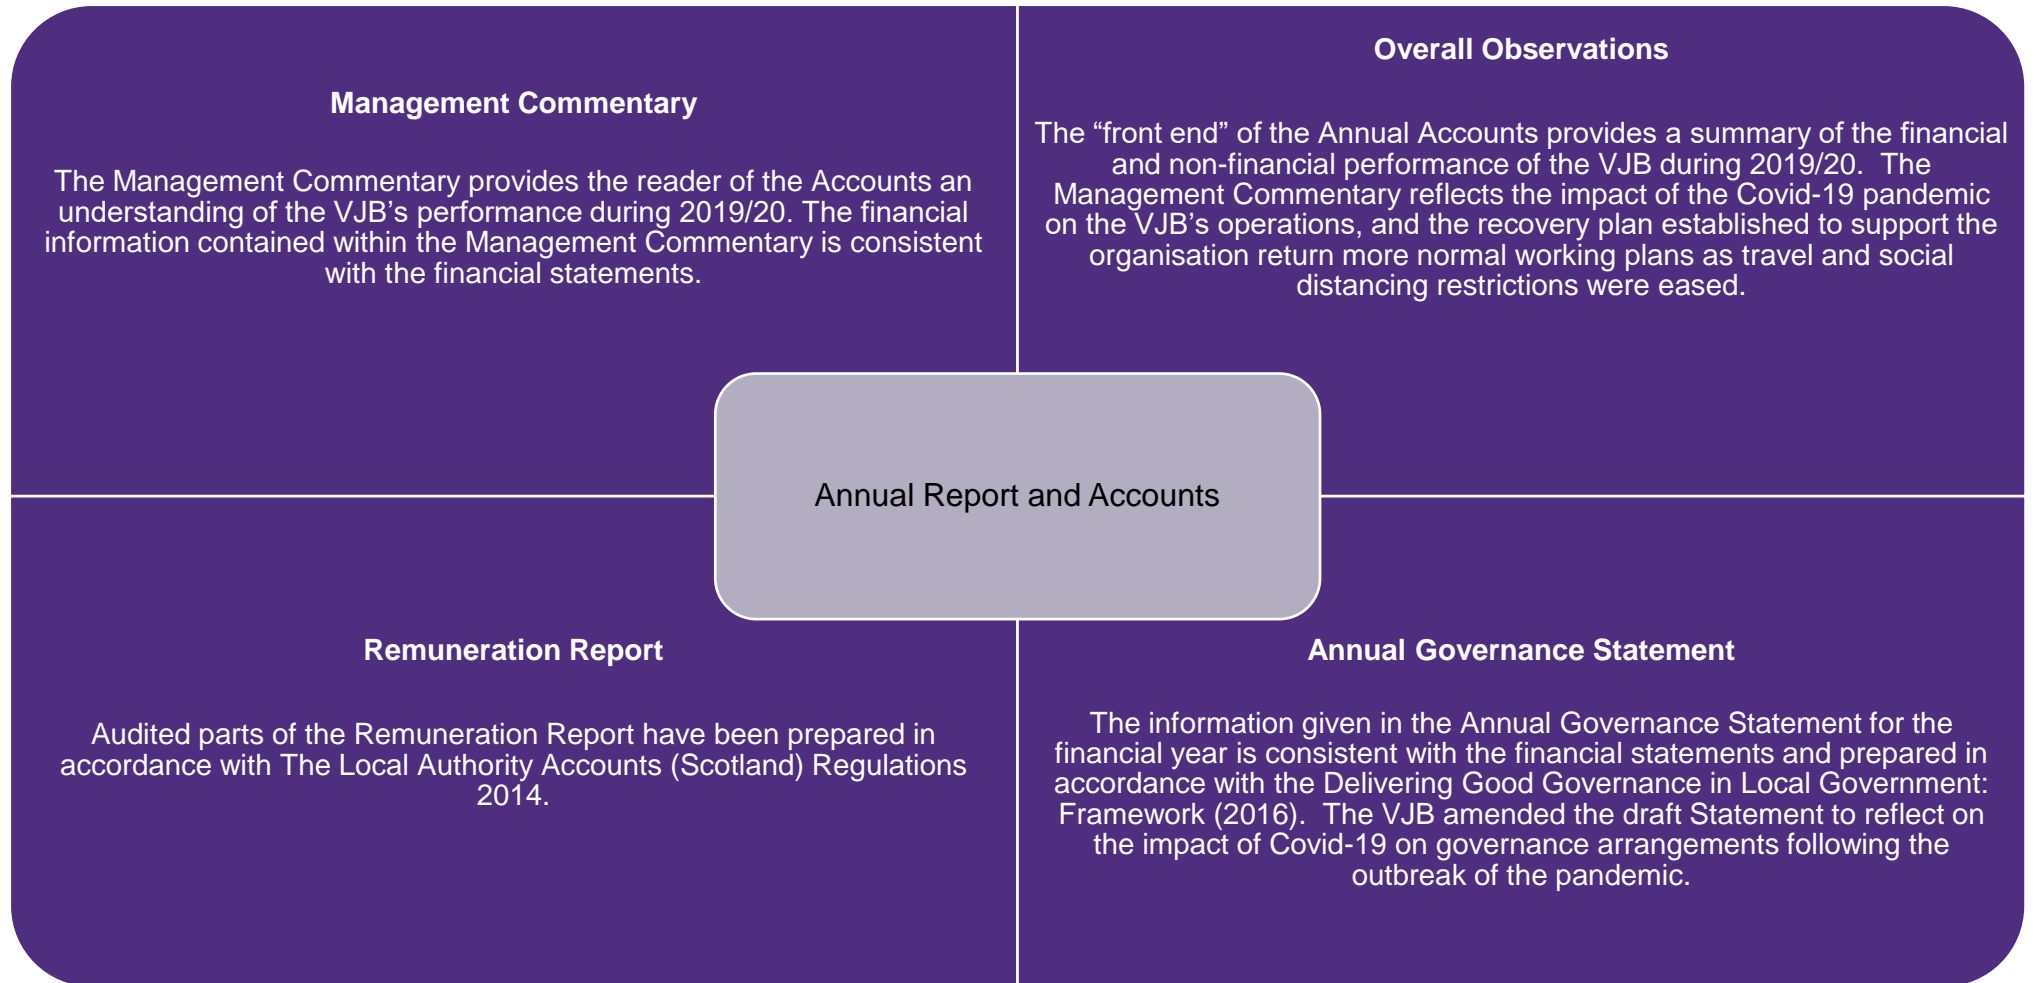 Management Commentary
The Management Commentary provides the reader of the Accounts an
understanding of the VJB’s performance during 2019/20. The financial
information contained within the Management Commentary is consistent
with the financial statements.
Overall Observations
The “front end” of the Annual Accounts provides a summary of the financial
and non-financial performance of the VJB during 2019/20.  The
Management Commentary reflects the impact of the Covid-19 pandemic
on the VJB’s operations, and the recovery plan established to support the
organisation return more normal working plans as travel and social
distancing restrictions were eased.
Annual Report and Accounts
Remuneration Report
Audited parts of the Remuneration Report have been prepared in
accordance with The Local Authority Accounts (Scotland) Regulations
2014.
Annual Governance Statement
The information given in the Annual Governance Statement for the
financial year is consistent with the financial statements and prepared in
accordance with the Delivering Good Governance in Local Government:
Framework (2016).  The VJB amended the draft Statement to reflect on
the impact of Covid-19 on governance arrangements following the
outbreak of the pandemic.